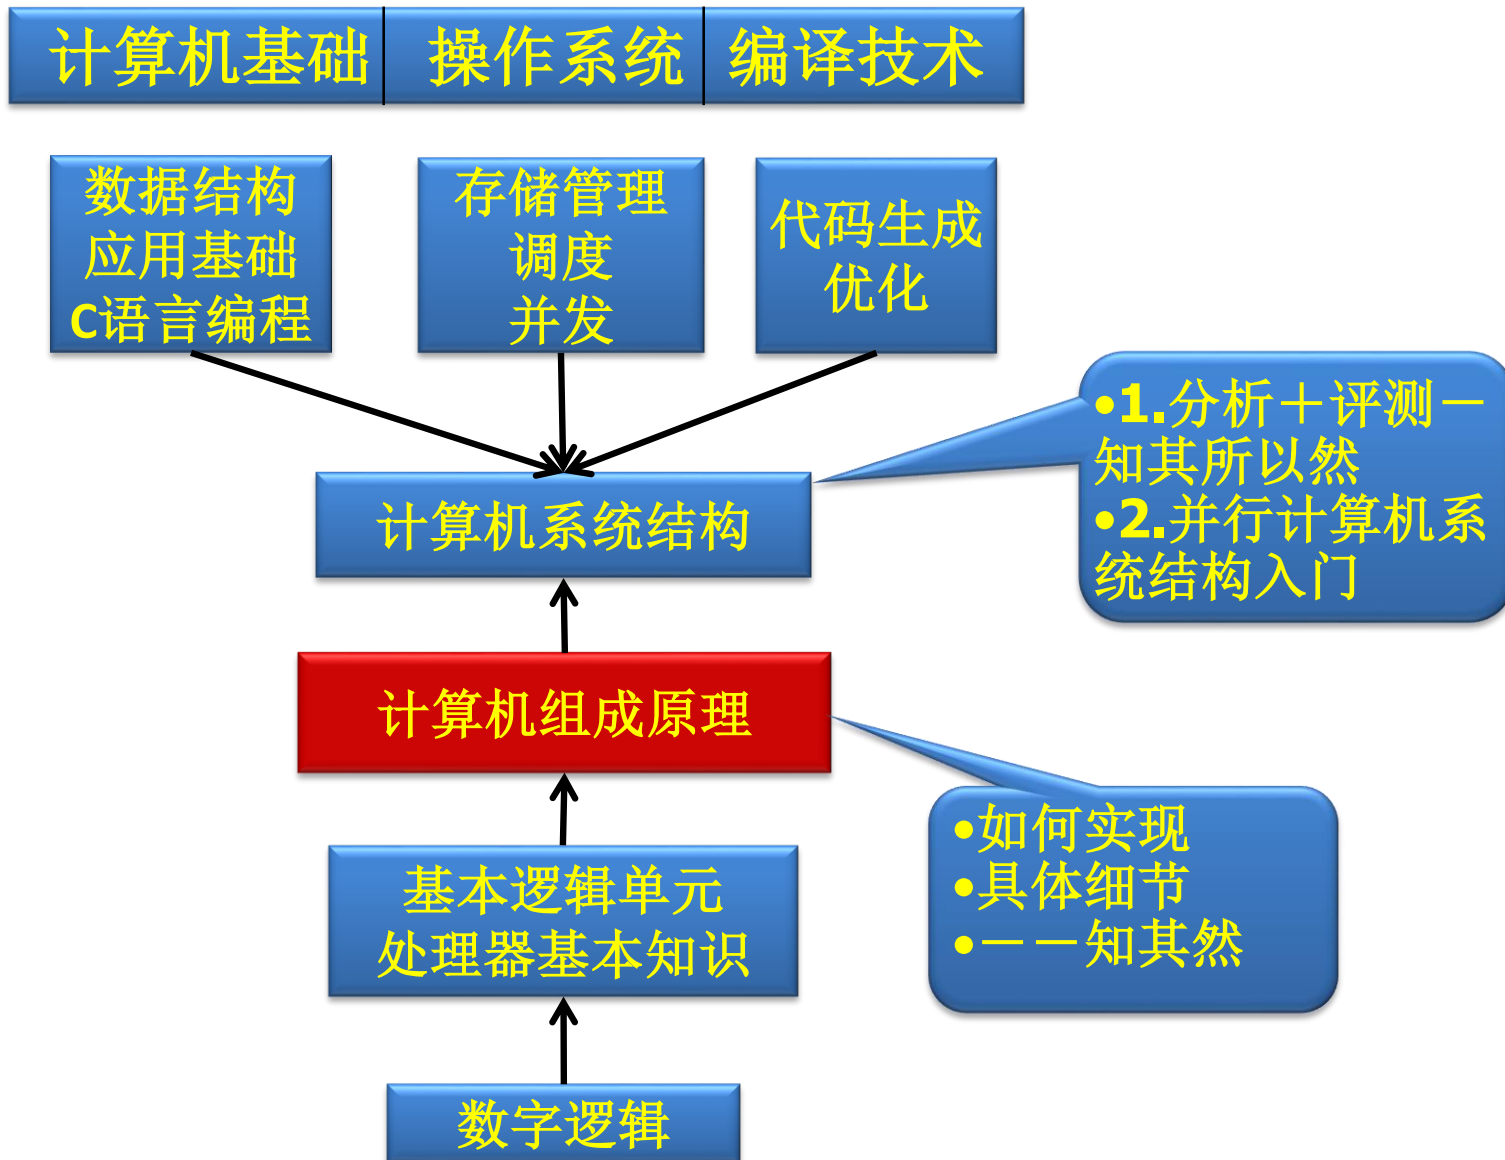 计算机基础 操作系统 编译技术
数据结构
应用基础
C语言编程
存储管理
调度
并发
代码生成
优化
•1.分析＋评测－
知其所以然
•2.并行计算机系
统结构入门
计算机系统结构
计算机组成原理
•如何实现
•具体细节
•－－知其然
基本逻辑单元
处理器基本知识
数字逻辑